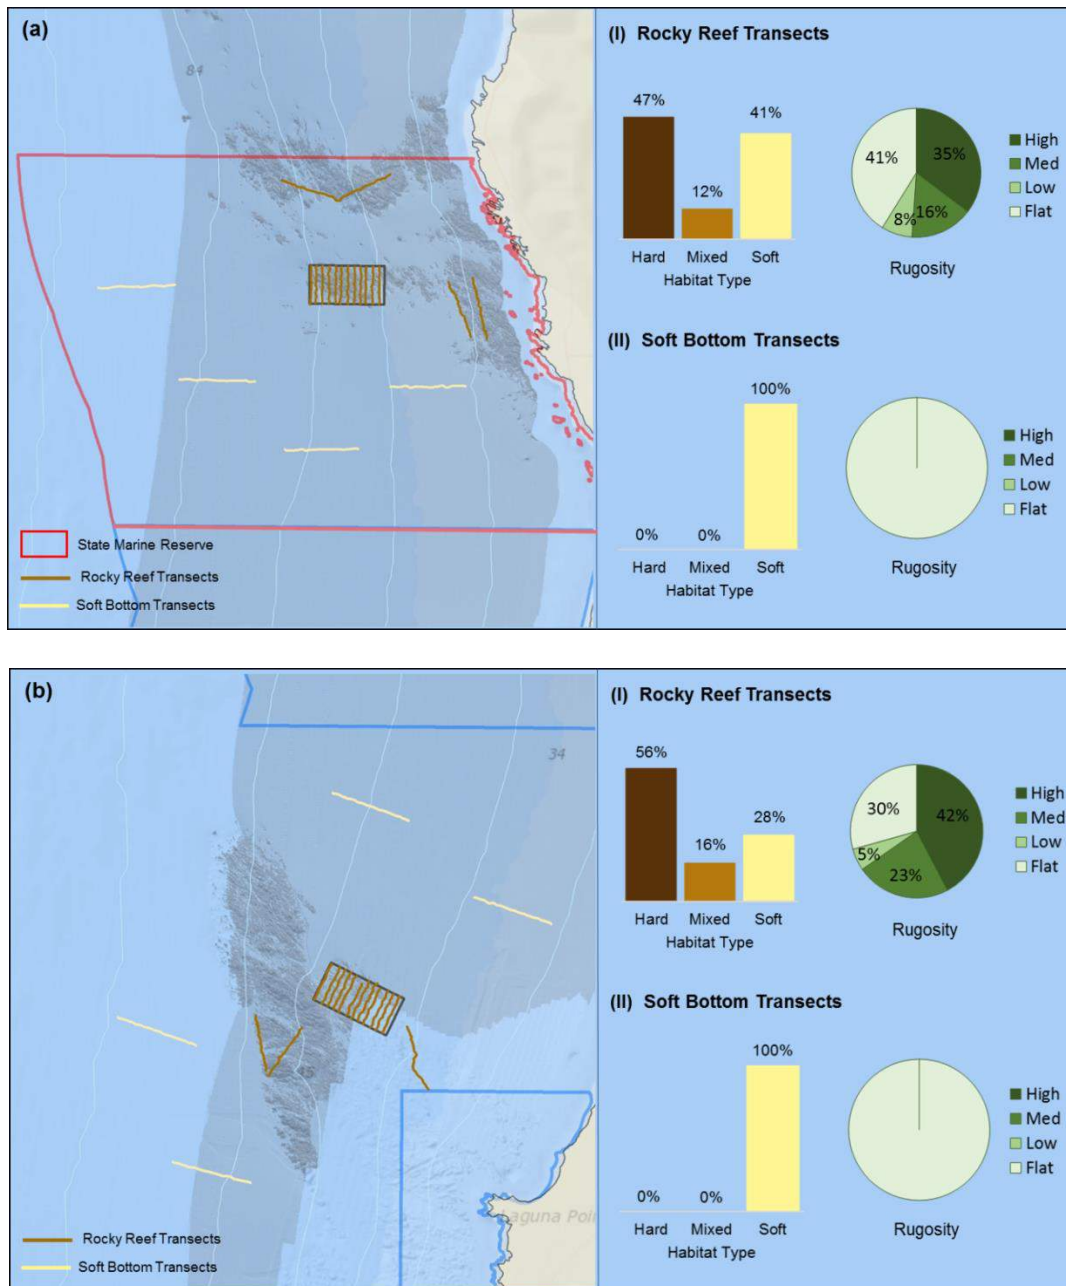 (a)
84
State Marine Reserve
Rocky Reef Transects
Soft Bottom Transects
(I) Rocky Reef Transects
47%
12%
41%
Hard Mixed Soft
Habitat Type
41%
35%
8%
16%
High
Med
Low
Flat
Rugosity
(II) Soft Bottom Transects
0%
0%
100%
Hard Mixed Soft
Habitat Type
High
Med
Low
Flat
Rugosity
(b)
34
Laguna Poin
Rocky Reef Transects
Soft Bottom Transects
(I) Rocky Reef Transects
56%
16%
28%
Hard Mixed Soft
Habitat Type
30%
42%
5%
23%
High
Med
Low
Flat
Rugosity
(II) Soft Bottom Transects
0%
0%
100%
Hard Mixed Soft
Habitat Type
High
Med
Low
Flat
Rugosity